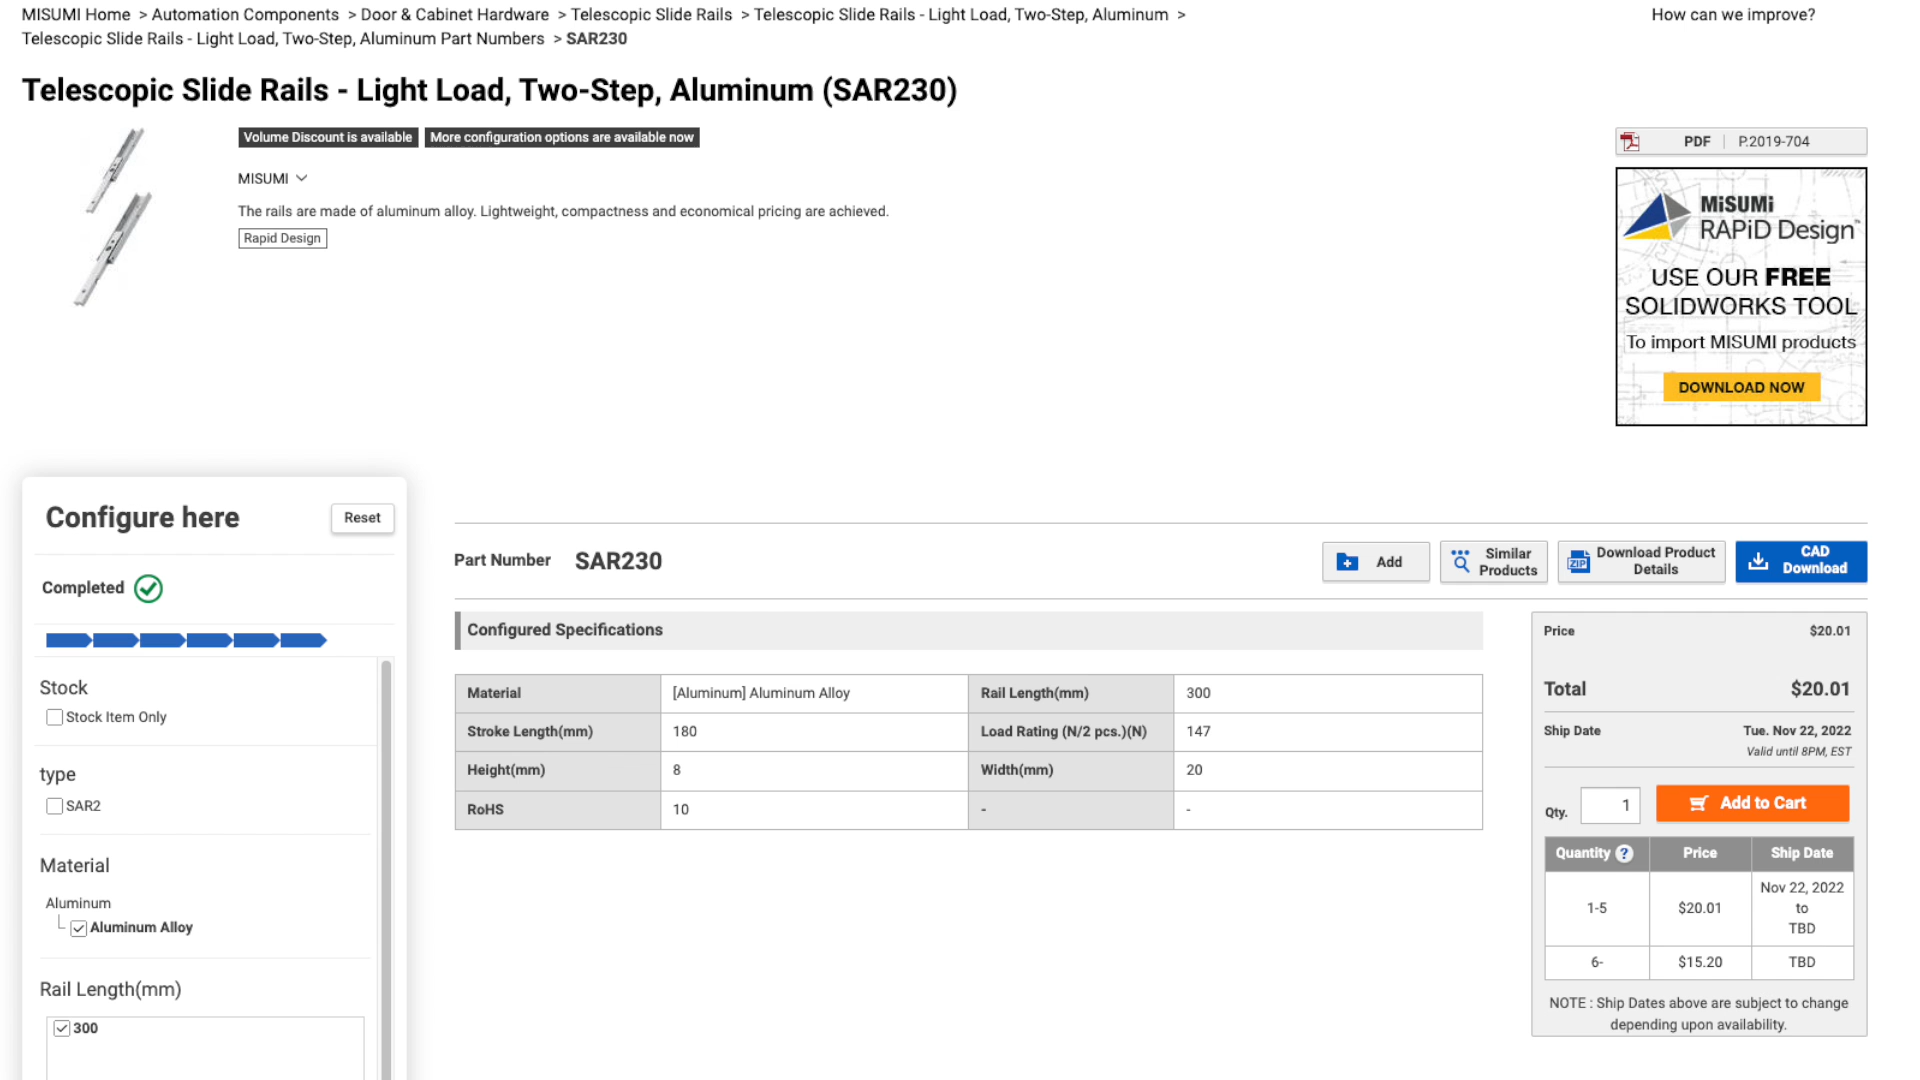 MISUMI Home > Automation Components > Door & Cabinet Hardware > Telescopic Slide Rails > Telescopic Slide Rails - Light Load, Two-Step, Aluminum >
Telescopic Slide Rails - Light Load, Two-Step, Aluminum Part Numbers > SAR230
How can we improve?
Telescopic Slide Rails - Light Load, Two-Step, Aluminum (SAR230)
Volume Discount is available More configuration options are available now
MISUMI
The rails are made of aluminum alloy. Lightweight, compactness and economical pricing are achieved.
Rapid Design
PDF | P.2019-704
MiSUMi
RAPiD Design
USE OUR FREE
SOLIDWORKS TOOL
To import MISUMI products
DOWNLOAD NOW
Configure here
Reset
Completed
Stock
Stock Item Only
type
SAR2
Material
Aluminum
Aluminum Alloy
Rail Length(mm)
300
Part Number SAR230
Add
Similar
Products
ZIP
Download Product
Details
CAD
Download
Configured Specifications
Material [Aluminum] Aluminum Alloy Rail Length(mm) 300
Stroke Length(mm) 180 Load Rating (N/2 pcs.)(N) 147
Height(mm) 8 Width(mm) 20
RoHS 10 - -
Price $20.01
Total $20.01
Ship Date Tue. Nov 22, 2022
Valid until 8PM, EST
Qty. 1 Add to Cart
Quantity ? Price Ship Date
1-5 $20.01 Nov 22, 2022
to
TBD
6- $15.20 TBD
NOTE : Ship Dates above are subject to change
depending upon availability.